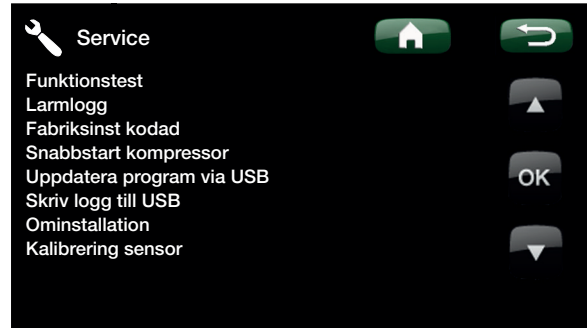 Service
Funktionstest
Larmlogg
Fabriksinst kodad
Snabbstart kompressor
Uppdatera program via USB
OK
Skriv logg till USB
Ominstallation
Kalibrering sensor